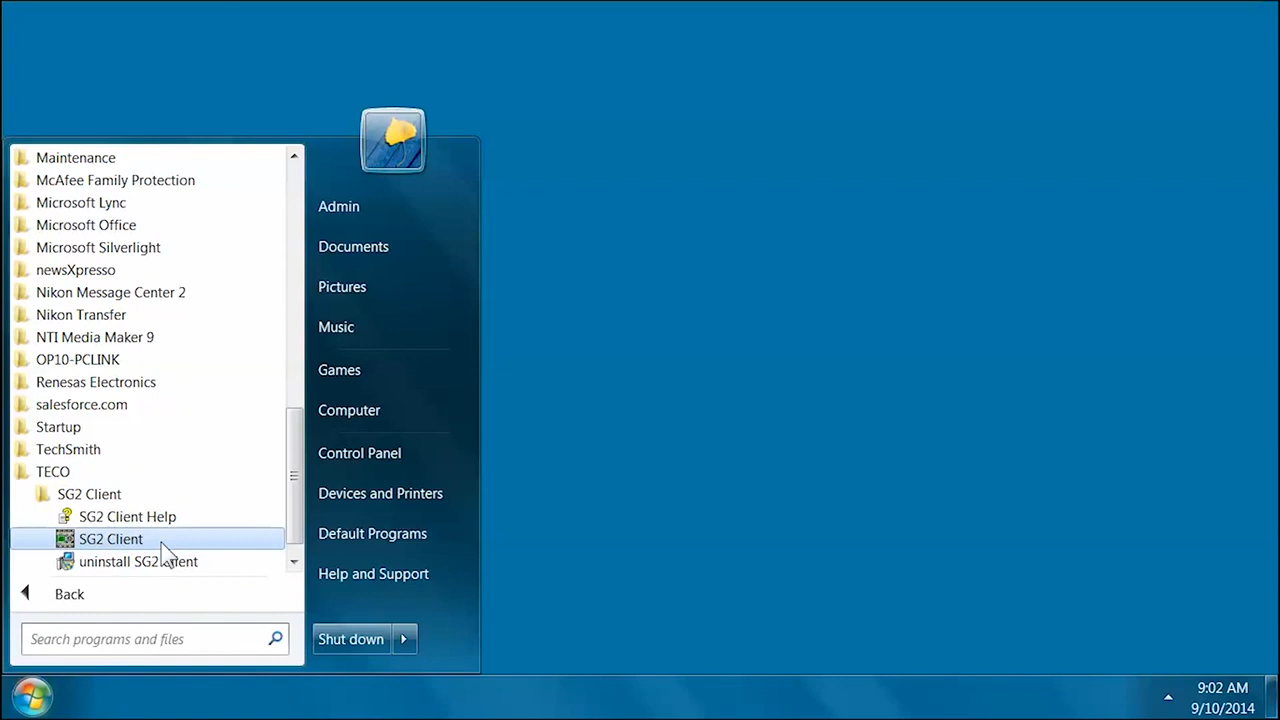 Maintenance
McAfee Family Protection
Microsoft Lync
Microsoft Office
Microsoft Silverlight
newsXpresso
Nikon Message Center 2
Nikon Transfer
NTI Media Maker 9
OP10-PCLINK
Renesas Electronics
salesforce.com
Startup
TechSmith
TECO
SG2 Client
SG2 Client Help
SG2 Client
uninstall SG2 Client
Back
Search programs and files
Admin
Documents
Pictures
Music
Games
Computer
Control Panel
Devices and Printers
Default Programs
Help and Support
Shut down
9:02 AM
9/10/2014